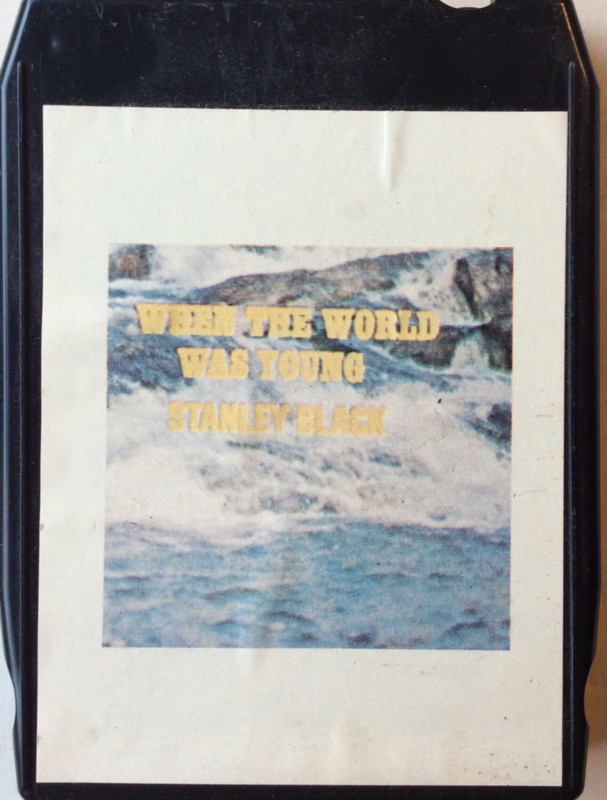 WHEN THE WORLD
WAS YOUNG
STANLEY BLACK